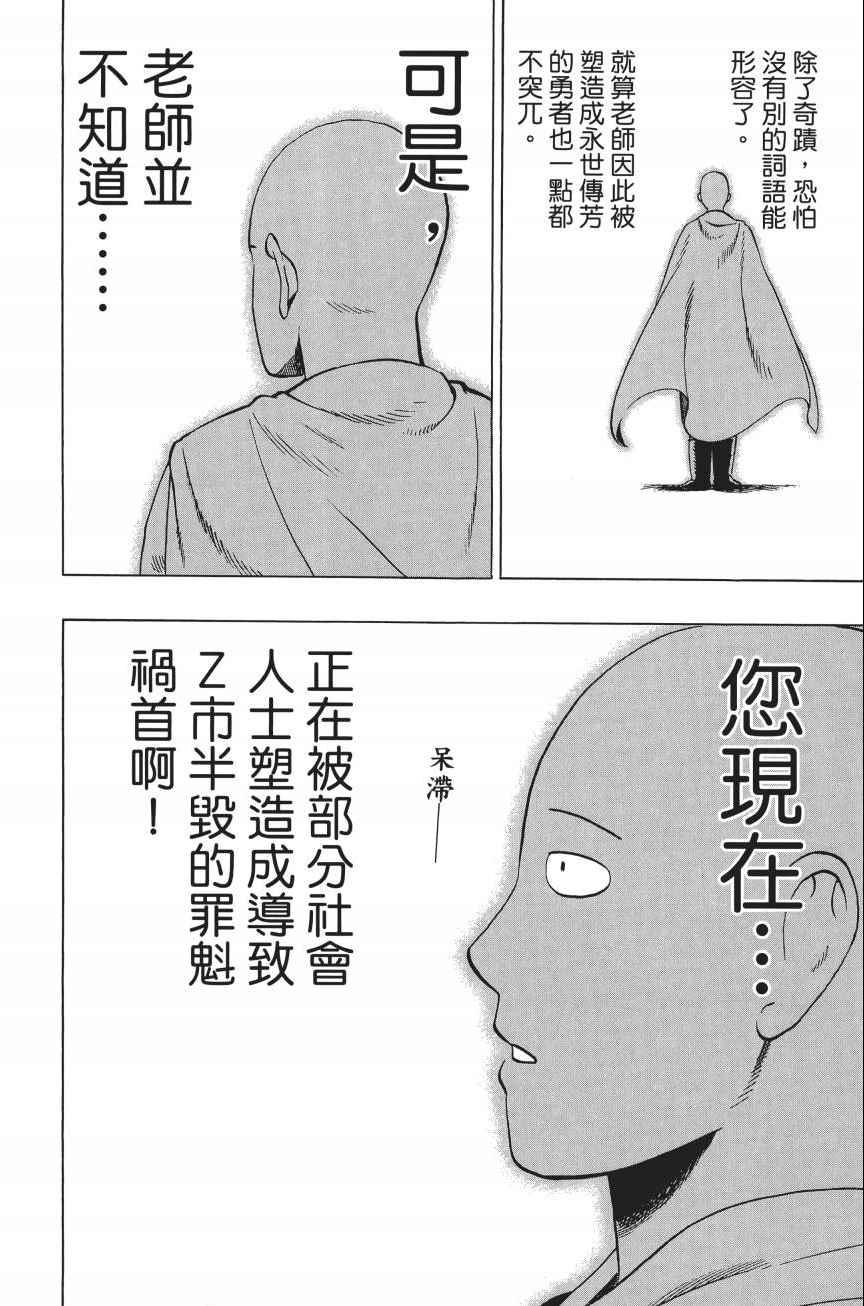 除了奇蹟，恐怕
沒有別的詞語能
形容了。
就算老師因此被
塑造成永世傳芳
的勇者也一點都
不突兀。
可是，
老師並
不知道……
您現在…
呆滯──
正在被部分社會
人士塑造成導致
Z市半毀的罪魁
禍首啊！